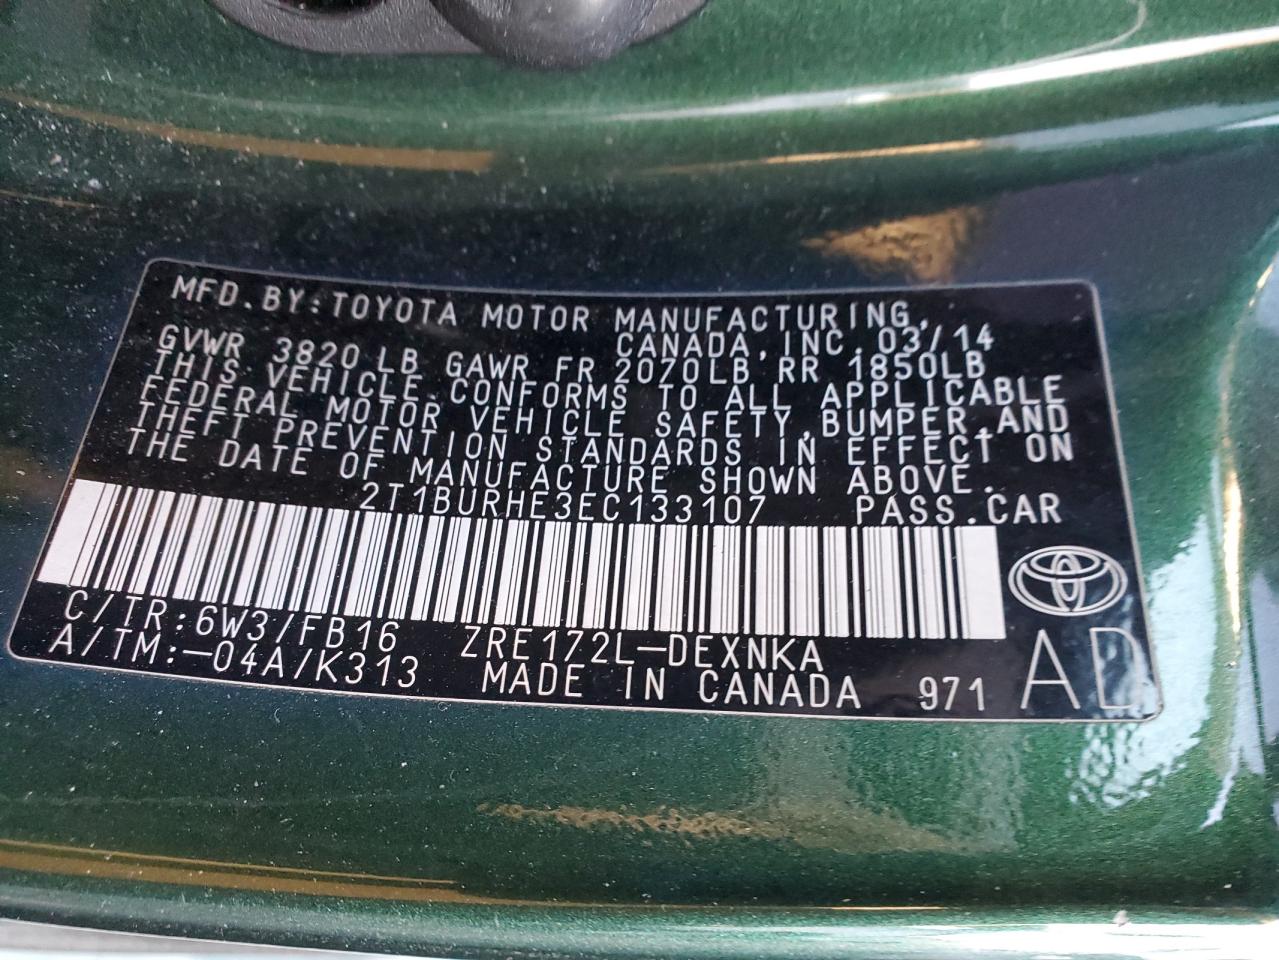 MFD.BY:TOYOTA MOTOR MANUFACTURING,
CANADA,INC.03/14
GVWR 3820LB GAWR FR 2070LB RR 1850LB
THIS VEHICLE CONFORMS TO ALL APPLICABLE
FEDERAL MOTOR VEHICLE SAFETY,BUMPER,AND
THEFT PREVENTION STANDARDS IN EFFECT ON
THE DATE OF MANUFACTURE SHOWN ABOVE.
2T1BURHE3EC133107 PASS.CAR
C/TR:6W3/FB16 ZRE172L-DEXNKA
A/TM:-04A/K313 MADE IN CANADA 971 AD